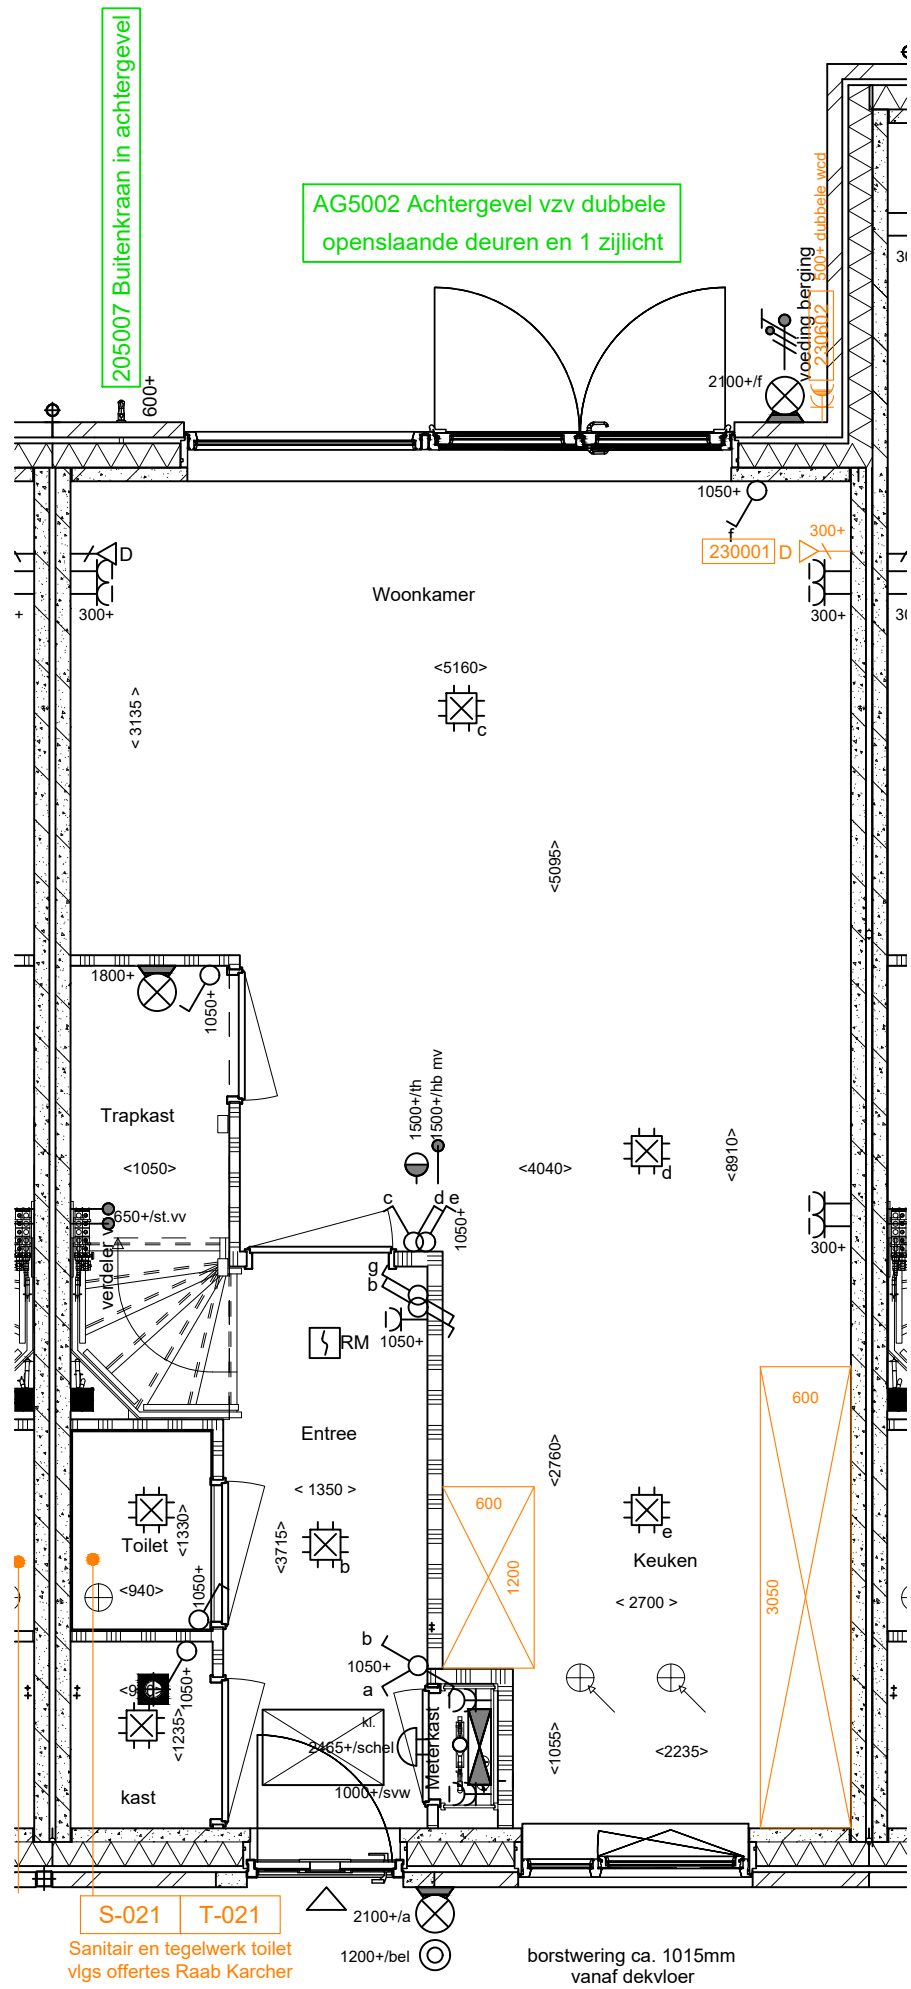 205007 Buitenkraan in achtergevel
AG5002 Achtergevel vzv dubbele
openslaande deuren en 1 zijlicht
500+ dubbele wcd
230602
voeding berging
600+
2100+/f
1050+
f
230001
D
300+
D
300+
300+
+
30
30
Woonkamer
<5160>
c
< 3135 >
<5095>
1800+
1050+
Trapkast
<1050>
650+/st.vv
1500+/th
1500+/hb mv
<4040>
d
<8910>
c
d e
1050+
300+
g
b
1050+
RM
Entree
< 1350 >
<3715>
b
<2760>
600
1200
600
3050
e
Keuken
< 2700 >
Toilet
<1330>
<940>
1050+
b
1050+
a
1050+
<1235>
kast
kl.
2465+/schel
1000+/svw
Meterkast
<1055>
<2235>
S-021
T-021
Sanitair en tegelwerk toilet
vlgs offertes Raab Karcher
2100+/a
1200+/bel
borstwering ca. 1015mm
vanaf dekvloer